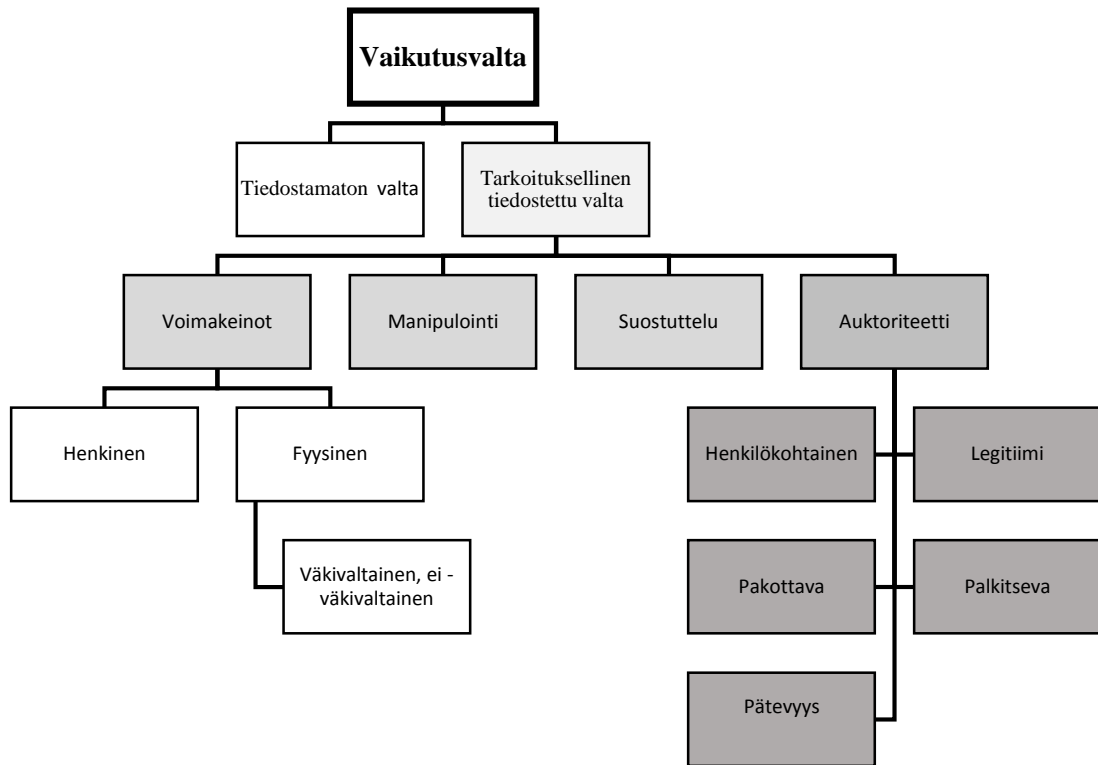 Vaikutusvalta
Tiedostamaton valta
Tarkoituksellinen
tiedostettu valta
Voimakeinot
Manipulointi
Suostuttelu
Auktoriteetti
Henkinen
Fyysinen
Henkilökohtainen
Legitiimi
Väkivaltainen, ei -
väkivaltainen
Pakottava
Palkitseva
Pätevyys